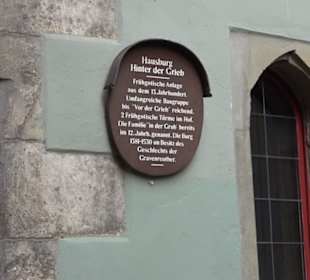 Hausburg
Hinter der Grieb
Frühgotische Anlage
aus dem 13. Jahrhundert.
Umfangreiche Baugruppe
bis "Vor der Grieb" reichend.
2 Frühgotische Türme im Hof.
Die Familie "in der Grub" bereits
im 12. Jahrh. genannt. Die Burg
1511-1530 im Besitz des
Geschlechts der
Gravenreuther.